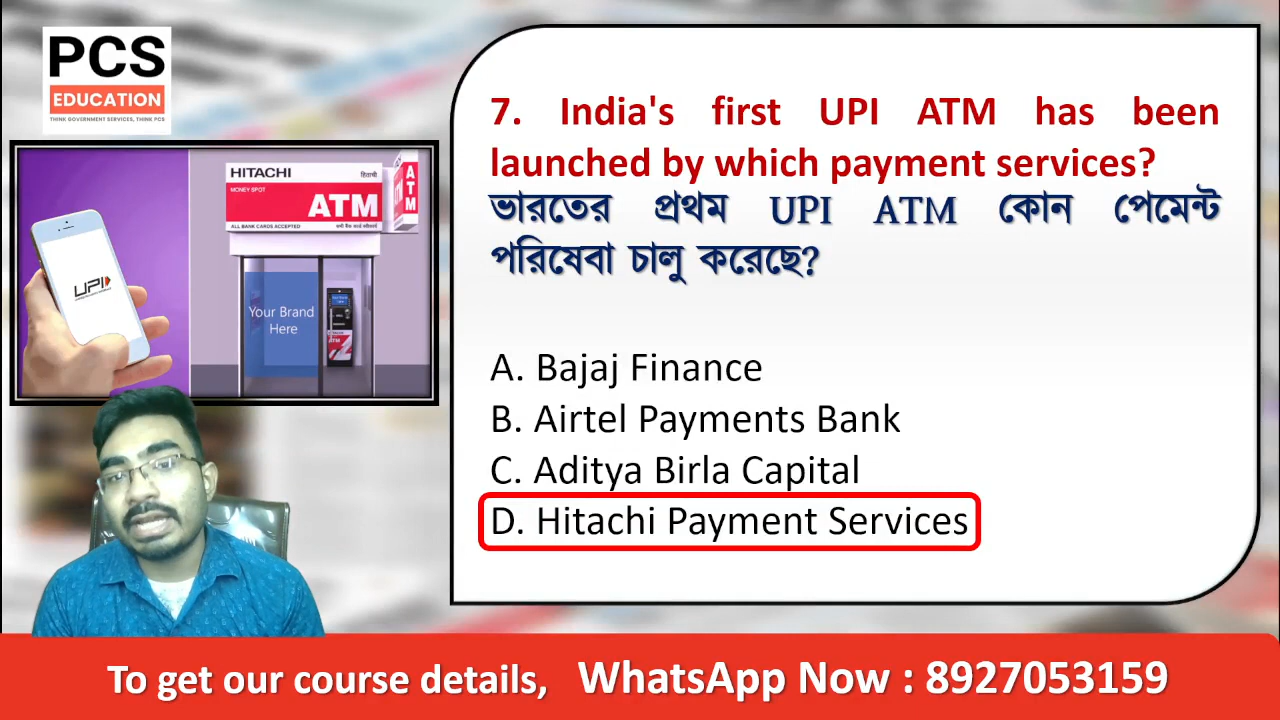 PCS
EDUCATION
THINK GOVERNMENT SERVICES, THINK PCS
7. India's first UPI ATM has been
launched by which payment services?
ভারতের প্রথম UPI ATM কোন পেমেন্ট
পরিষেবা চালু করেছে?
HITACHI हिताची
MONEY SPOT
ATM
ALL BANK CARDS ACCEPTED
ATM
UPI
Your Brand
Here
A. Bajaj Finance
B. Airtel Payments Bank
C. Aditya Birla Capital
D. Hitachi Payment Services
To get our course details, WhatsApp Now : 8927053159